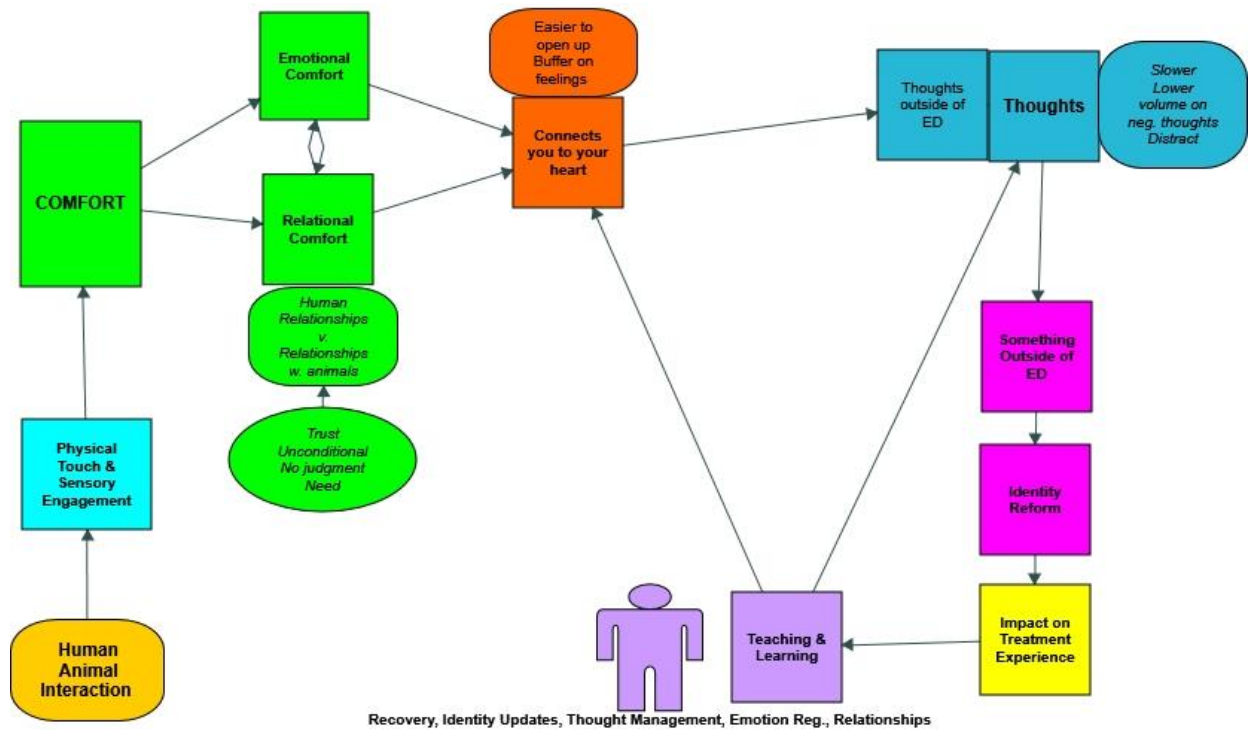 Easier to
open up
Buffer on
feelings
Emotional
Comfort
Thoughts
outside of
ED
Thoughts
Slower
Lower
volume on
neg. thoughts
Distract
Connects
you to your
heart
COMFORT
Relational
Comfort
Human
Relationships
v.
Relationships
w. animals
Something
Outside of
ED
Trust
Unconditional
No judgment
Need
Physical
Touch &
Sensory
Engagement
Identity
Reform
Human
Animal
Interaction
Teaching &
Learning
Impact on
Treatment
Experience
Recovery, Identity Updates, Thought Management, Emotion Reg., Relationships